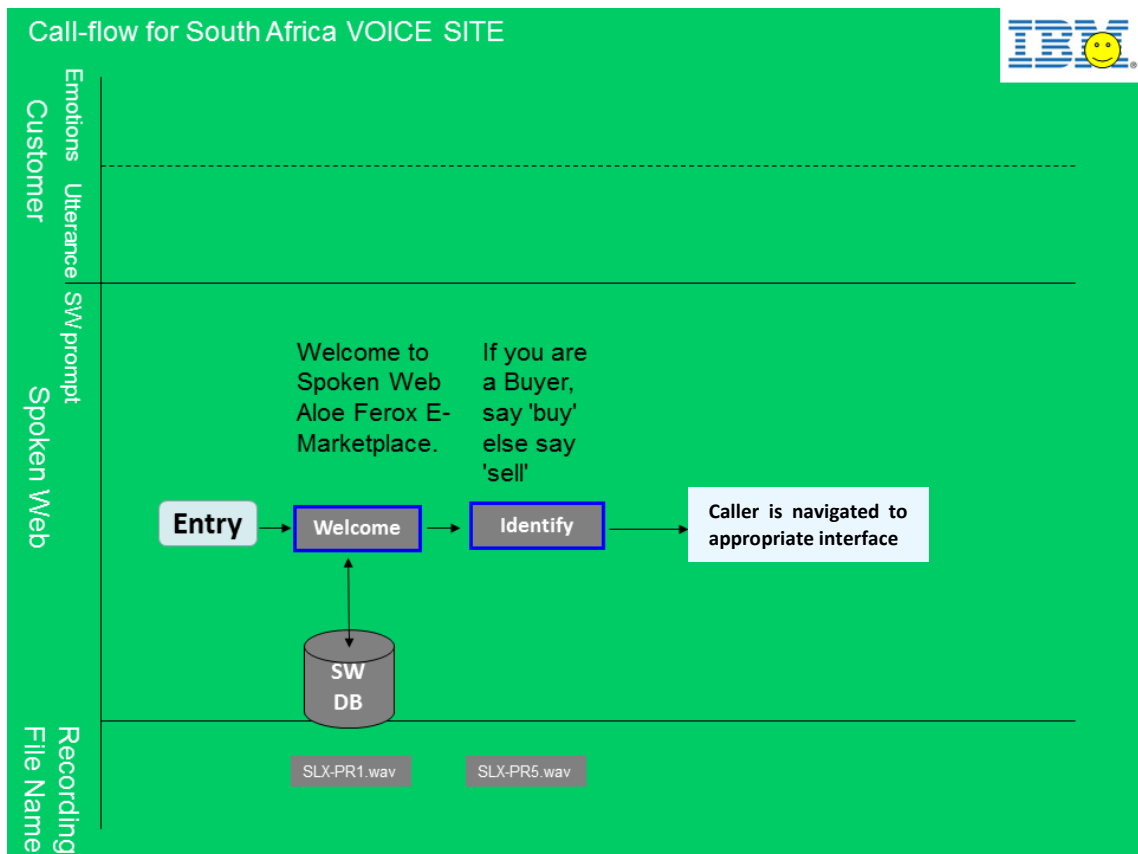 Call-flow for South Africa VOICE SITE
IBM®
Customer
Emotions
Utterance
Spoken Web
SW prompt
Welcome to
Spoken Web
Aloe Ferox E-
Marketplace.
If you are
a Buyer,
say 'buy'
else say
'sell'
Entry
Welcome
Identify
Caller is navigated to
appropriate interface
SW
DB
Recording
File Name
SLX-PR1.wav
SLX-PR5.wav